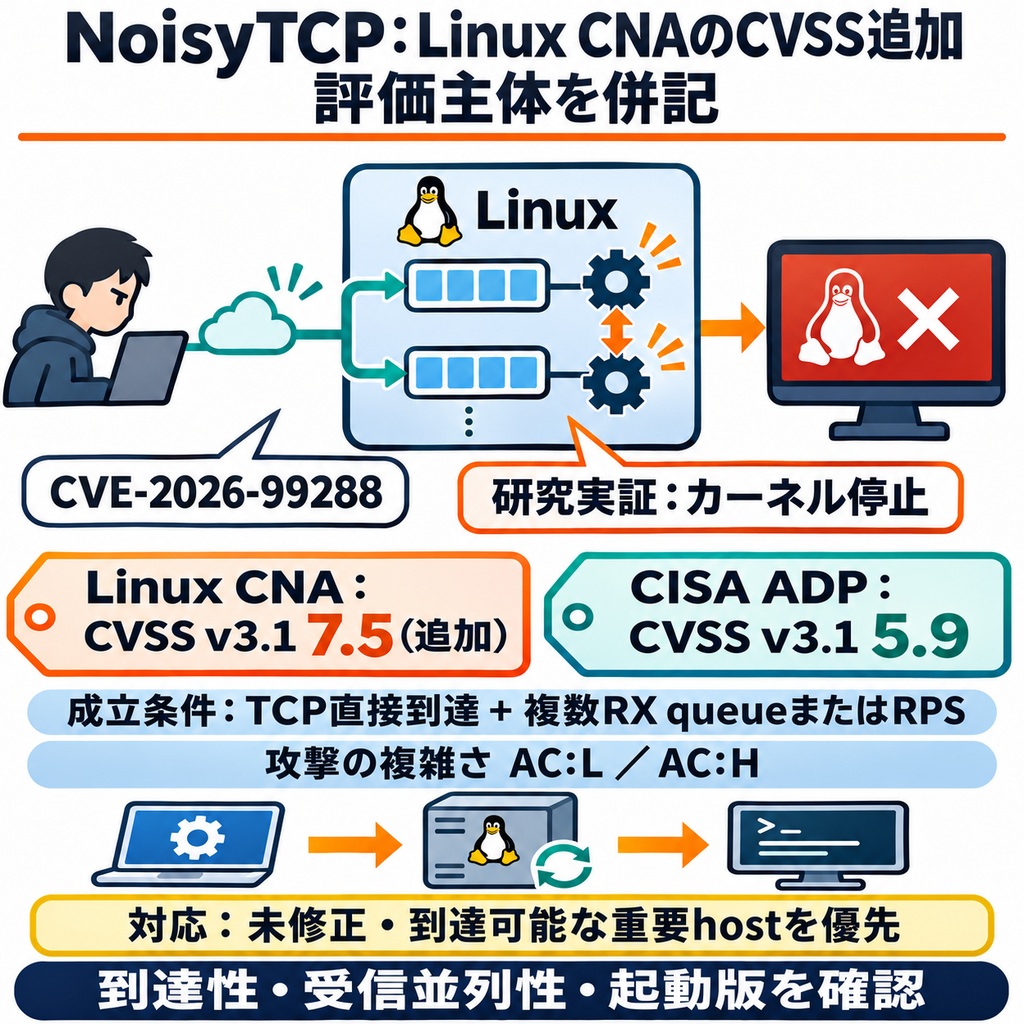 NoisyTCP：Linux CNAのCVSS追加
評価主体を併記
Linux
CVE-2026-99288
研究実証：カーネル停止
Linux CNA：
CVSS v3.1 7.5（追加）
CISA ADP：
CVSS v3.1 5.9
成立条件：TCP直接到達 + 複数RX queueまたはRPS
攻撃の複雑さ AC:L ／ AC:H
>_
対応：未修正・到達可能な重要hostを優先
到達性・受信並列性・起動版を確認